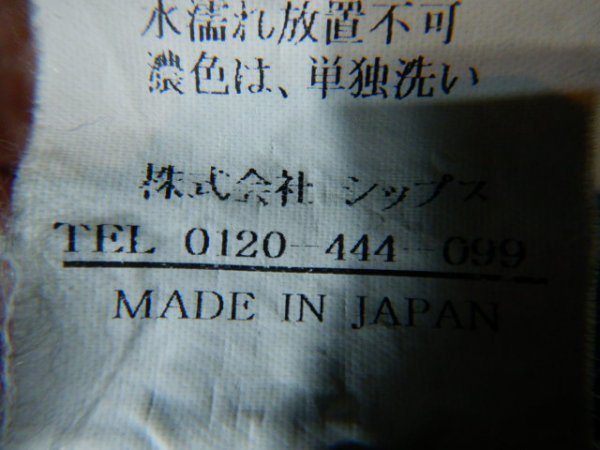 水濡れ放置不可
濃色は、単独洗い
株式会社 シップス
TEL 0120-444-099
MADE IN JAPAN